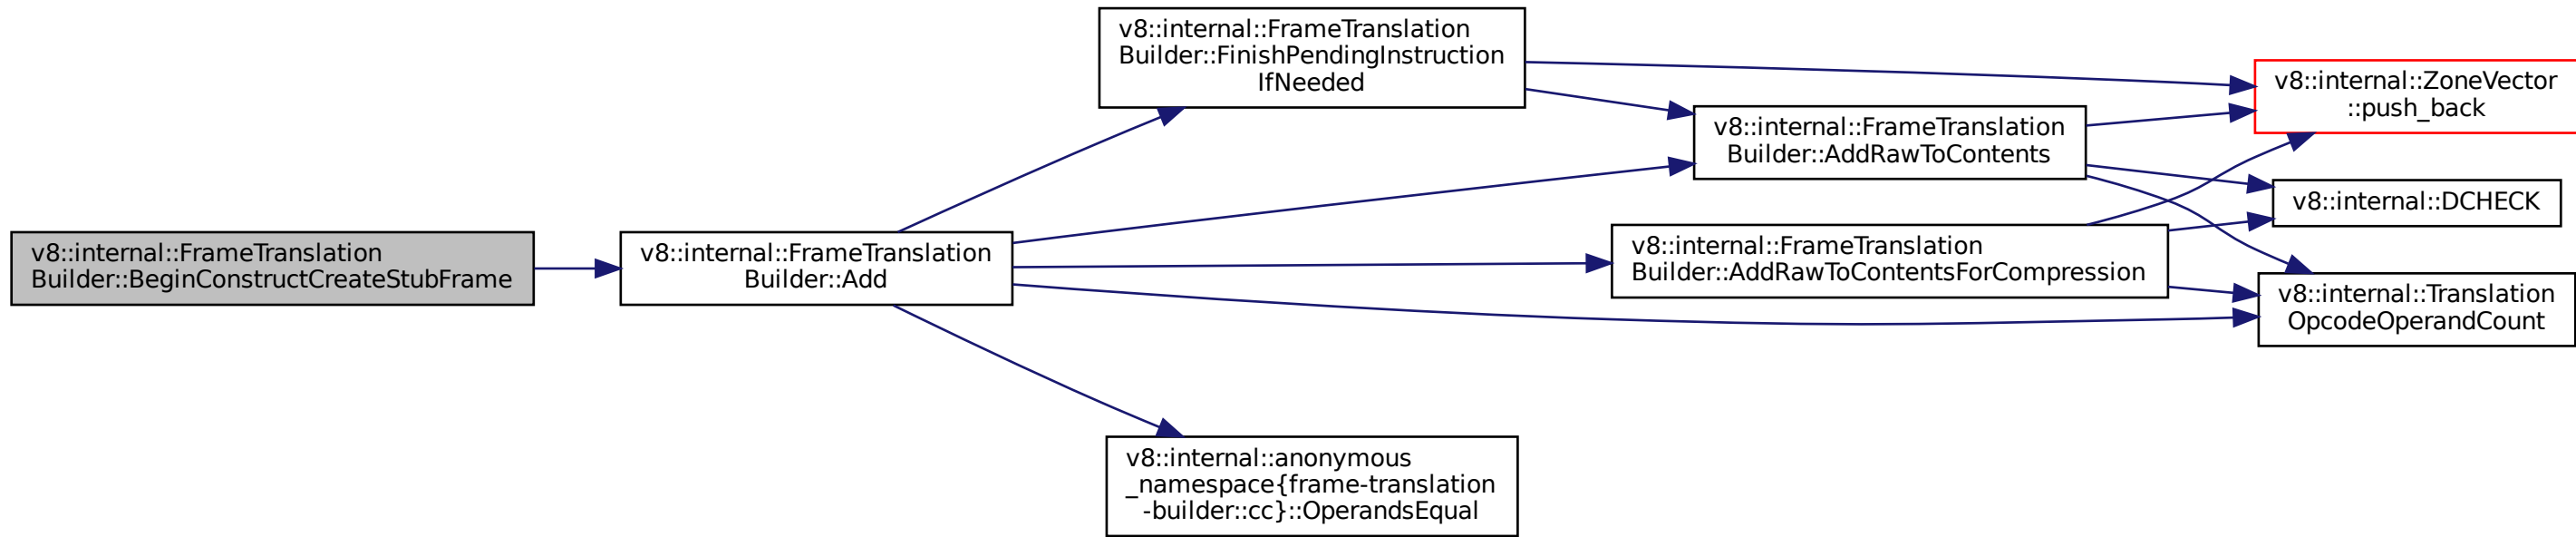 v8::internal::FrameTranslation
Builder::BeginConstructCreateStubFrame
v8::internal::FrameTranslation
Builder::Add
v8::internal::FrameTranslation
Builder::FinishPendingInstruction
IfNeeded
v8::internal::FrameTranslation
Builder::AddRawToContents
v8::internal::ZoneVector
::push_back
v8::internal::DCHECK
v8::internal::FrameTranslation
Builder::AddRawToContentsForCompression
v8::internal::Translation
OpcodeOperandCount
v8::internal::anonymous
_namespace{frame-translation
-builder::cc}::OperandsEqual